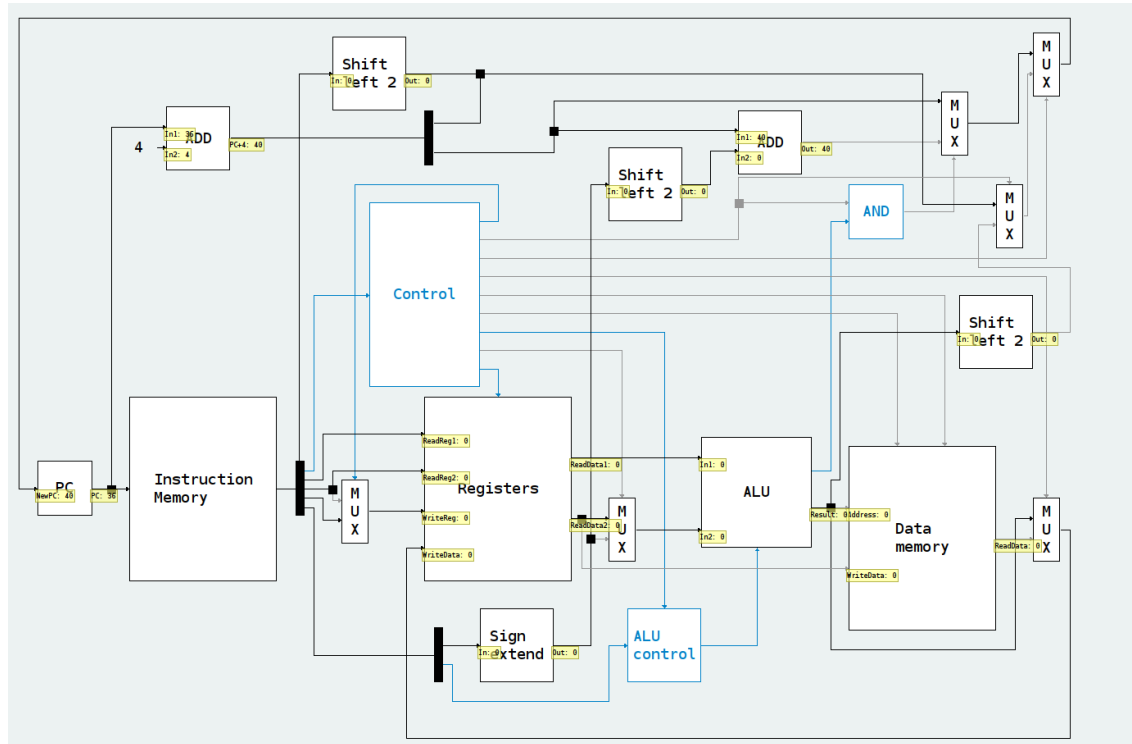 M
U
X
Shift
left 2
In: 0
Out: 0
M
U
X
ADD
In1: 36
In2: 4
PC+4: 40
4
ADD
In1: 40
In2: 0
Out: 40
Shift
left 2
In: 0
Out: 0
AND
M
U
X
Control
Shift
left 2
In: 0
Out: 0
PC
NewPC: 40
PC: 36
Instruction
Memory
M
U
X
Registers
ReadReg1: 0
ReadReg2: 0
WriteReg: 0
WriteData: 0
ReadData1: 0
ReadData2: 0
M
U
X
ALU
In1: 0
In2: 0
Result: 0
Address: 0
Data
memory
WriteData: 0
ReadData: 0
M
U
X
Sign
extend
In: 0
Out: 0
ALU
control